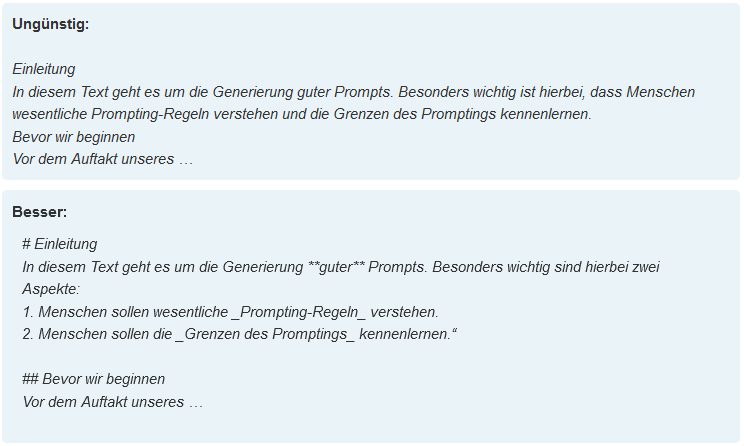 Ungünstig:
Einleitung
In diesem Text geht es um die Generierung guter Prompts. Besonders wichtig ist hierbei, dass Menschen
wesentliche Prompting-Regeln verstehen und die Grenzen des Promptings kennenlernen.
Bevor wir beginnen
Vor dem Auftakt unseres …
Besser:
# Einleitung
In diesem Text geht es um die Generierung **guter** Prompts. Besonders wichtig sind hierbei zwei
Aspekte:
1. Menschen sollen wesentliche _Prompting-Regeln_ verstehen.
2. Menschen sollen die _Grenzen des Promptings_ kennenlernen.“
## Bevor wir beginnen
Vor dem Auftakt unseres …